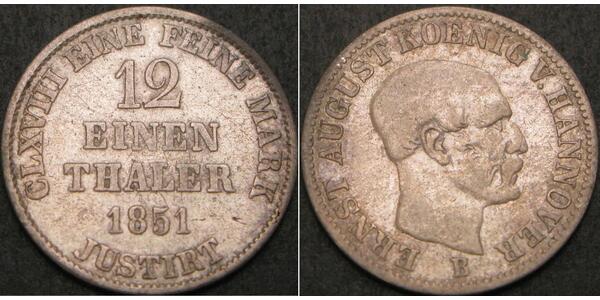 CLXVIII EINE FEINE MARK
12
EINEN
THALER
1851
JUSTIRT
ERNST AUGUST KOENIG V. HANNOVER
B